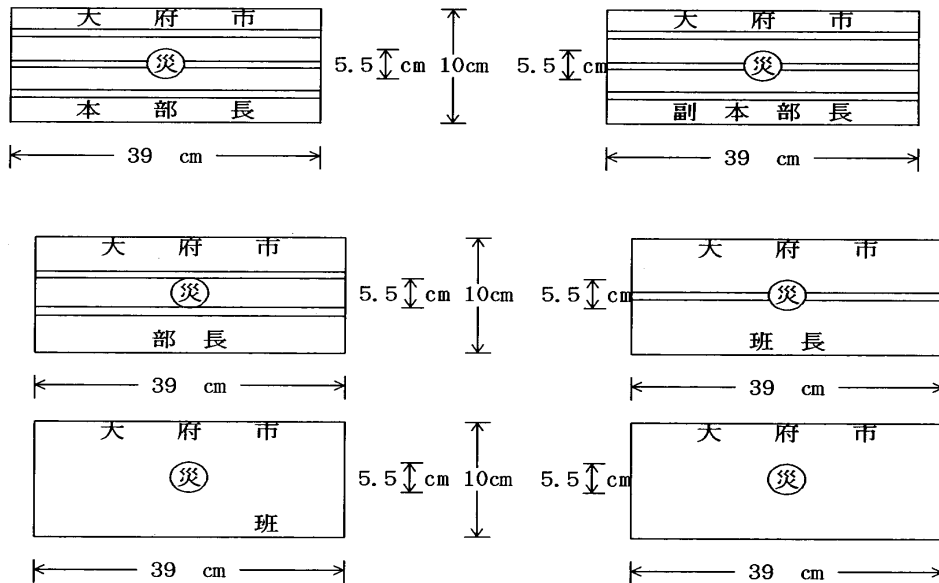 大 府 市 大 府 市
災 5.5 cm 10cm 5.5 cm 災
本 部 長 副 本 部 長
39 cm 39 cm
大 府 市 大 府 市
災 5.5 cm 10cm 5.5 cm 災
部 長 班 長
39 cm 39 cm
大 府 市 大 府 市
災 5.5 cm 10cm 5.5 cm 災
班
39 cm 39 cm